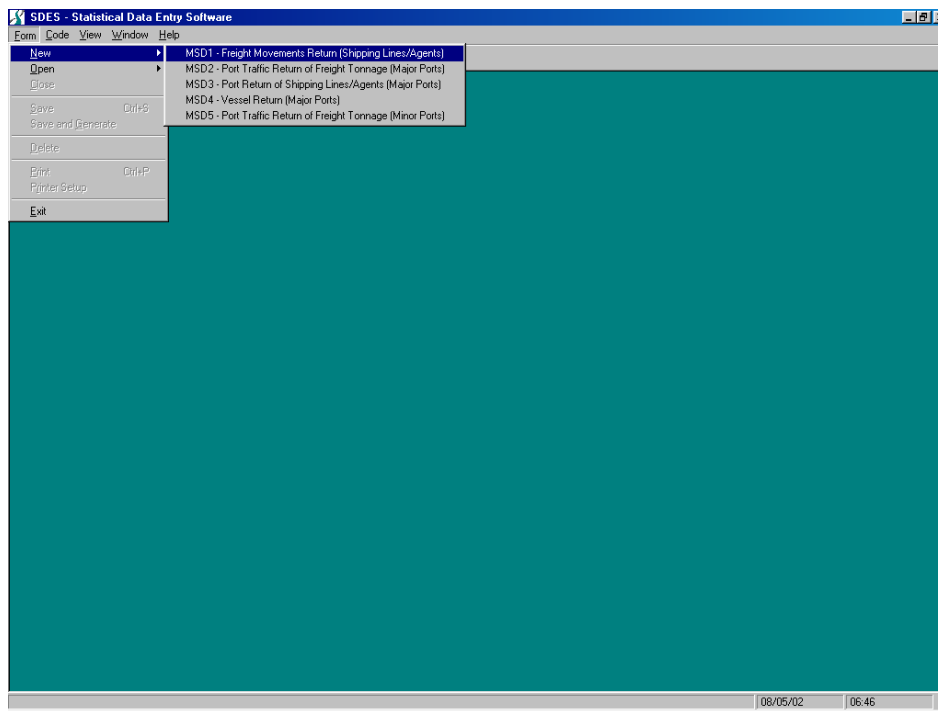 SDES - Statistical Data Entry Software
Form Code View Window Help
New
Open
Close
Save Ctrl+S
Save and Generate
Delete
Print Ctrl+P
Printer Setup
Exit
MSD1 - Freight Movements Return (Shipping Lines/Agents)
MSD2 - Port Traffic Return of Freight Tonnage (Major Ports)
MSD3 - Port Return of Shipping Lines/Agents (Major Ports)
MSD4 - Vessel Return (Major Ports)
MSD5 - Port Traffic Return of Freight Tonnage (Minor Ports)
08/05/02 06:46